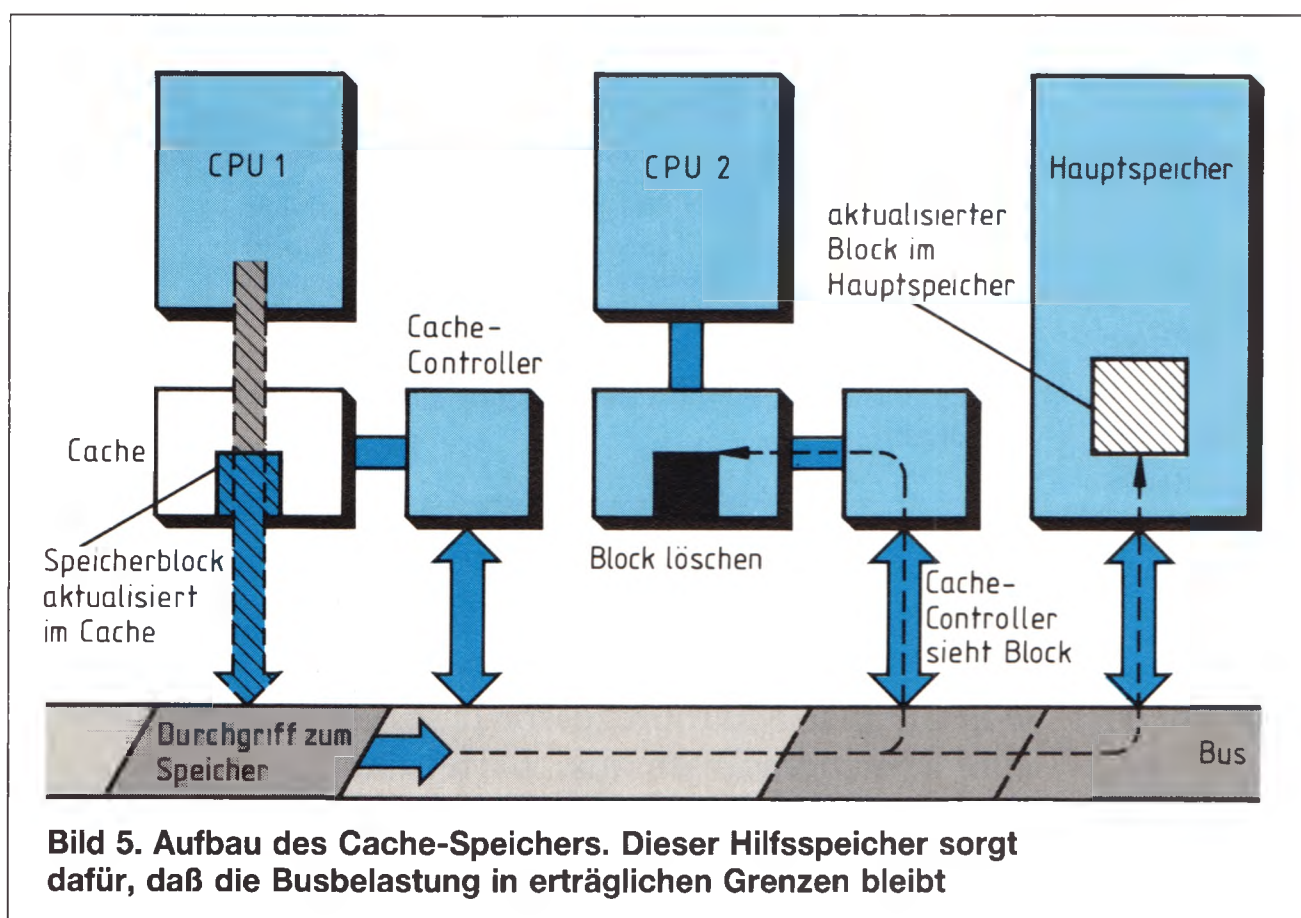 CPU 1
CPU 2
Hauptspeicher
aktualisierter
Block im
Hauptspeicher
Cache-
Controller
Cache
Speicherblock
aktualisiert
im Cache
Block löschen
Cache-
Controller
sieht Block
Durchgriff zum
Speicher
Bus
Bild 5. Aufbau des Cache-Speichers. Dieser Hilfsspeicher sorgt
dafür, daß die Busbelastung in erträglichen Grenzen bleibt